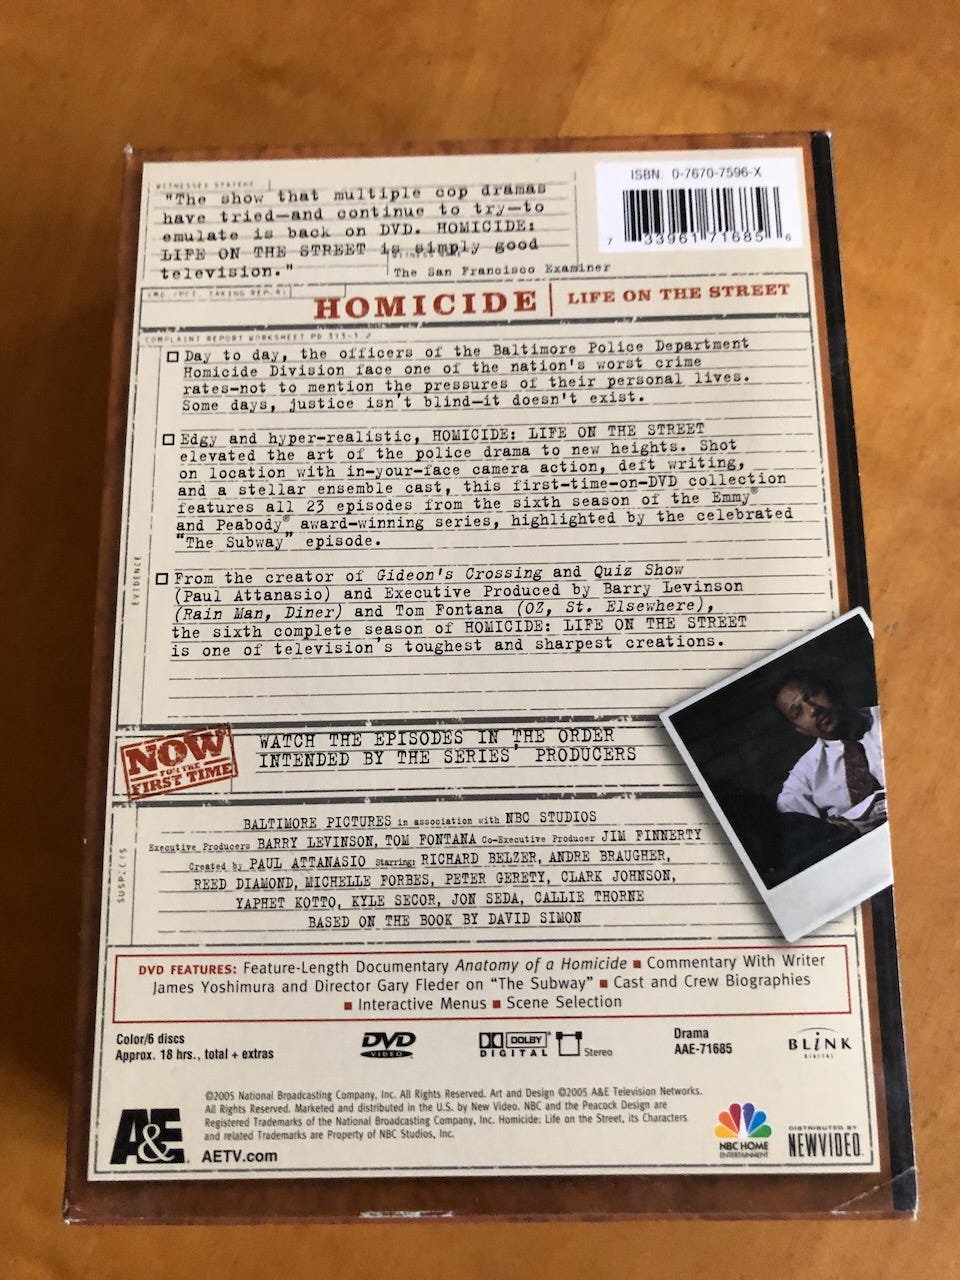 WITNESSES STATEMENT
ISBN 0-7670-7596-X
"The show that multiple cop dramas
have tried—and continue to try—to
emulate is back on DVD. HOMICIDE:
LIFE ON THE STREET is simply good
television."
The San Francisco Examiner
7 33961 71685 6
HOMICIDE | LIFE ON THE STREET
COMPLAINT REPORT WORKSHEET PD 313-1.2
Day to day, the officers of the Baltimore Police Department
Homicide Division face one of the nation's worst crime
rates—not to mention the pressures of their personal lives.
Some days, justice isn't blind—it doesn't exist.
Edgy and hyper-realistic, HOMICIDE: LIFE ON THE STREET
elevated the art of the police drama to new heights. Shot
on location with in-your-face camera action, deft writing,
and a stellar ensemble cast, this first-time-on-DVD collection
features all 23 episodes from the sixth season of the Emmy®
and Peabody® award-winning series, highlighted by the celebrated
"The Subway" episode.
EVIDENCE
From the creator of Gideon's Crossing and Quiz Show
(Paul Attanasio) and Executive Produced by Barry Levinson
(Rain Man, Diner) and Tom Fontana (OZ, St. Elsewhere),
the sixth complete season of HOMICIDE: LIFE ON THE STREET
is one of television's toughest and sharpest creations.
NOW
FOR THE
FIRST TIME
WATCH THE EPISODES IN THE ORDER
INTENDED BY THE SERIES' PRODUCERS
SUSPECTS
BALTIMORE PICTURES in association with NBC STUDIOS
Executive Producers BARRY LEVINSON, TOM FONTANA Co-Executive Producer JIM FINNERTY
Created by PAUL ATTANASIO Starring: RICHARD BELZER, ANDRE BRAUGHER,
REED DIAMOND, MICHELLE FORBES, PETER GERETY, CLARK JOHNSON,
YAPHET KOTTO, KYLE SECOR, JON SEDA, CALLIE THORNE
BASED ON THE BOOK BY DAVID SIMON
DVD FEATURES: Feature-Length Documentary Anatomy of a Homicide ■ Commentary With Writer
James Yoshimura and Director Gary Fleder on "The Subway" ■ Cast and Crew Biographies
■ Interactive Menus ■ Scene Selection
Color/6 discs
Approx. 18 hrs., total + extras
DVD
VIDEO
DOLBY
DIGITAL
Stereo
Drama
AAE-71685
BLiNK
DIGITAL
©2005 National Broadcasting Company, Inc. All Rights Reserved. Art and Design ©2005 A&E Television Networks.
All Rights Reserved. Marketed and distributed in the U.S. by New Video. NBC and the Peacock Design are
Registered Trademarks of the National Broadcasting Company, Inc. Homicide: Life on the Street, its Characters
and related Trademarks are Property of NBC Studios, Inc.
A&E
AETV.com
NBC HOME
ENTERTAINMENT
DISTRIBUTED BY
NEWVIDEO